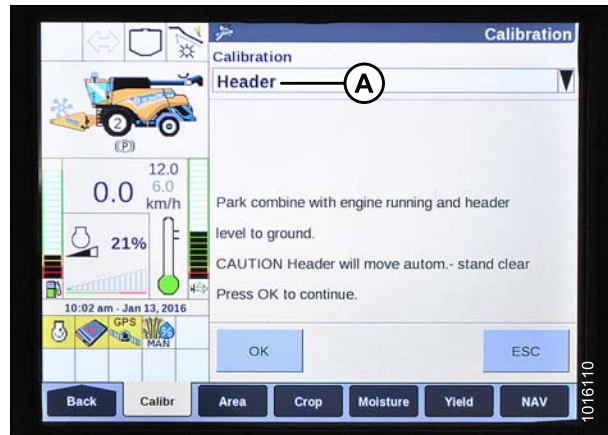 Calibration
Calibration
Header
A
2
(P)
12.0
6.0
0.0 km/h
21%
Park combine with engine running and header
level to ground.
CAUTION Header will move autom.- stand clear
Press OK to continue.
10:02 am - Jan 13, 2016
GPS
MAN
OK
ESC
Back
Calibr
Area
Crop
Moisture
Yield
NAV
1016110